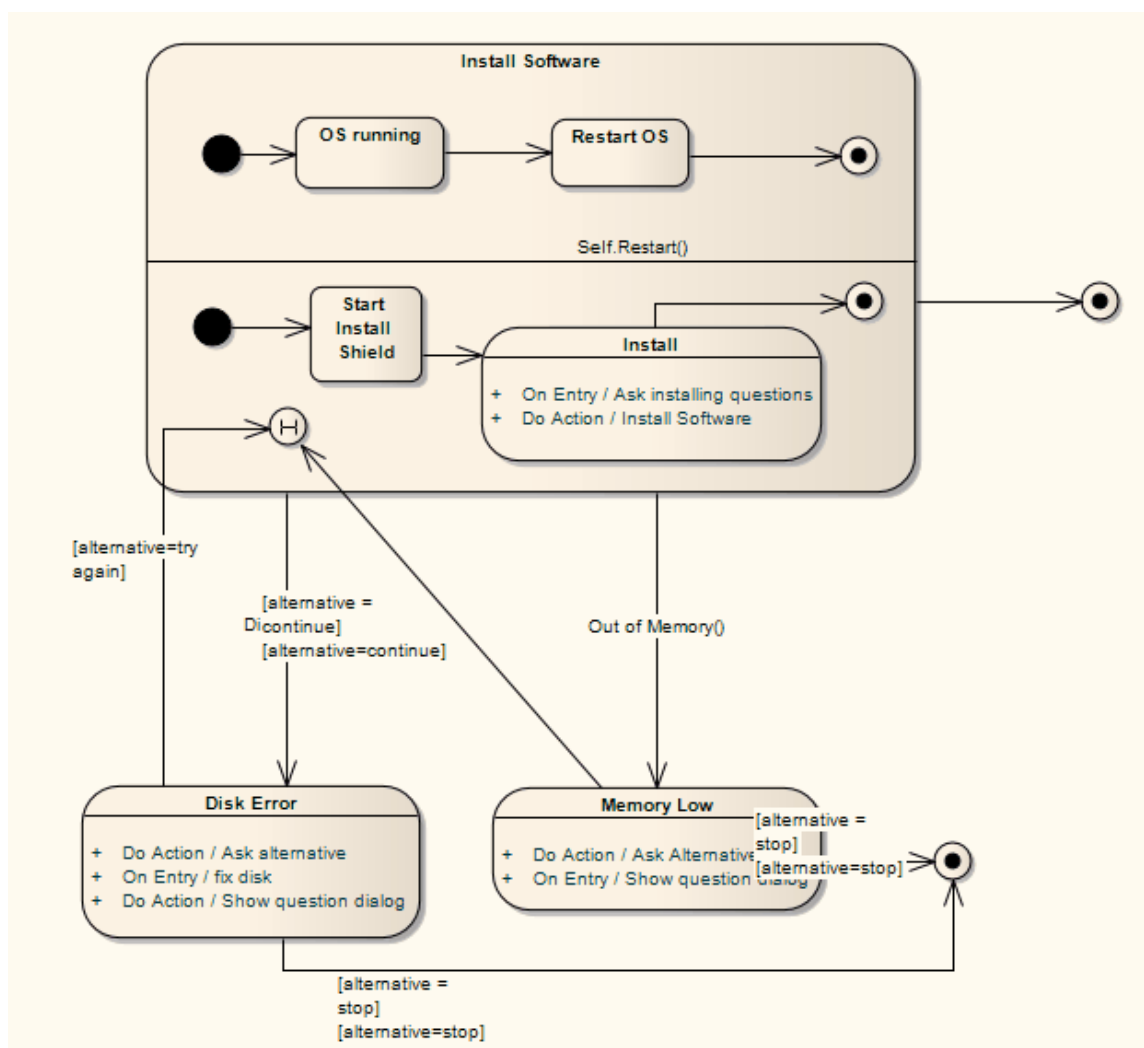 Install Software
OS running
Restart OS
Self.Restart()
Start
Install
Shield
Install
+ On Entry / Ask installing questions
+ Do Action / Install Software
H
[alternative=try
again]
[alternative =
Dicontinue]
[alternative=continue]
Out of Memory()
Disk Error
+ Do Action / Ask alternative
+ On Entry / fix disk
+ Do Action / Show question dialog
Memory Low
+ Do Action / Ask Alternative
+ On Entry / Show question dialog
[alternative =
stop]
[alternative=stop]
[alternative =
stop]
[alternative=stop]